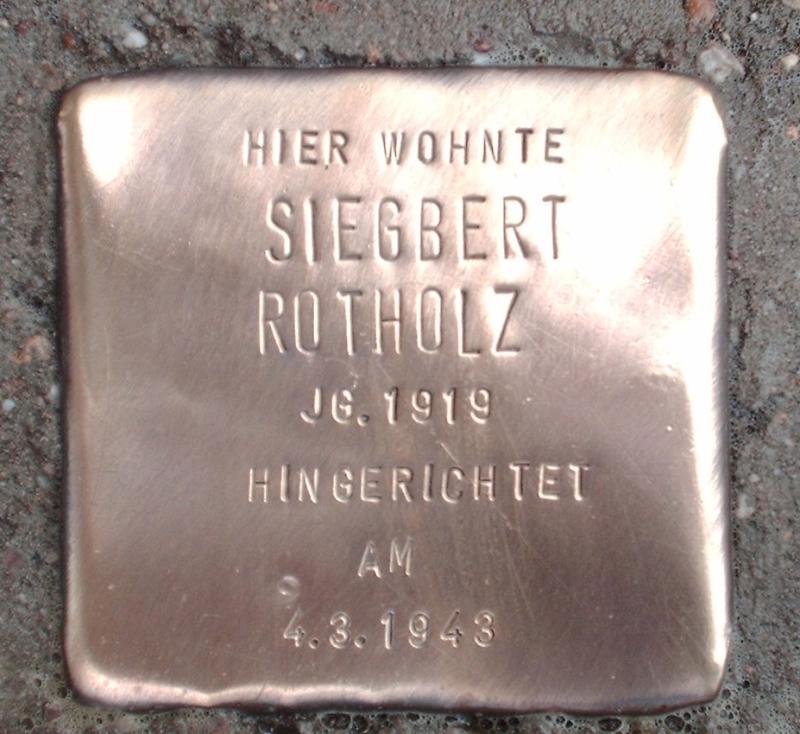 HIER WOHNTE
SIEGBERT
ROTHOLZ
JG. 1919
HINGERICHTET
AM
4.3.1943